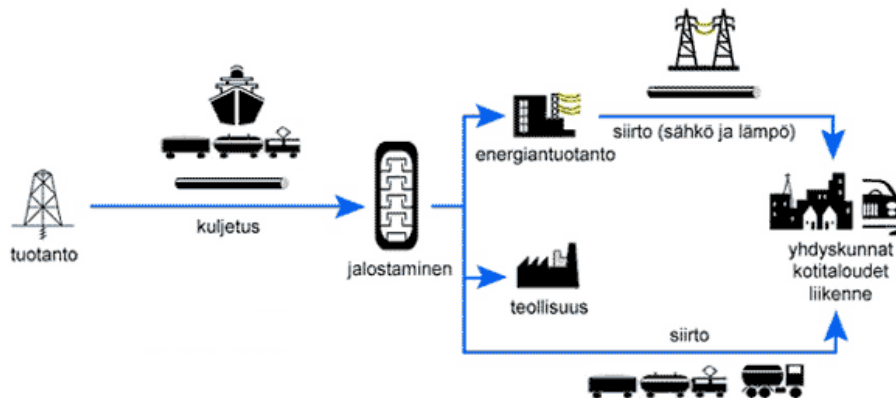 tuotanto
kuljetus
jalostaminen
energiantuotanto
siirto (sähkö ja lämpö)
teollisuus
yhdyskunnat
kotitaloudet
liikenne
siirto